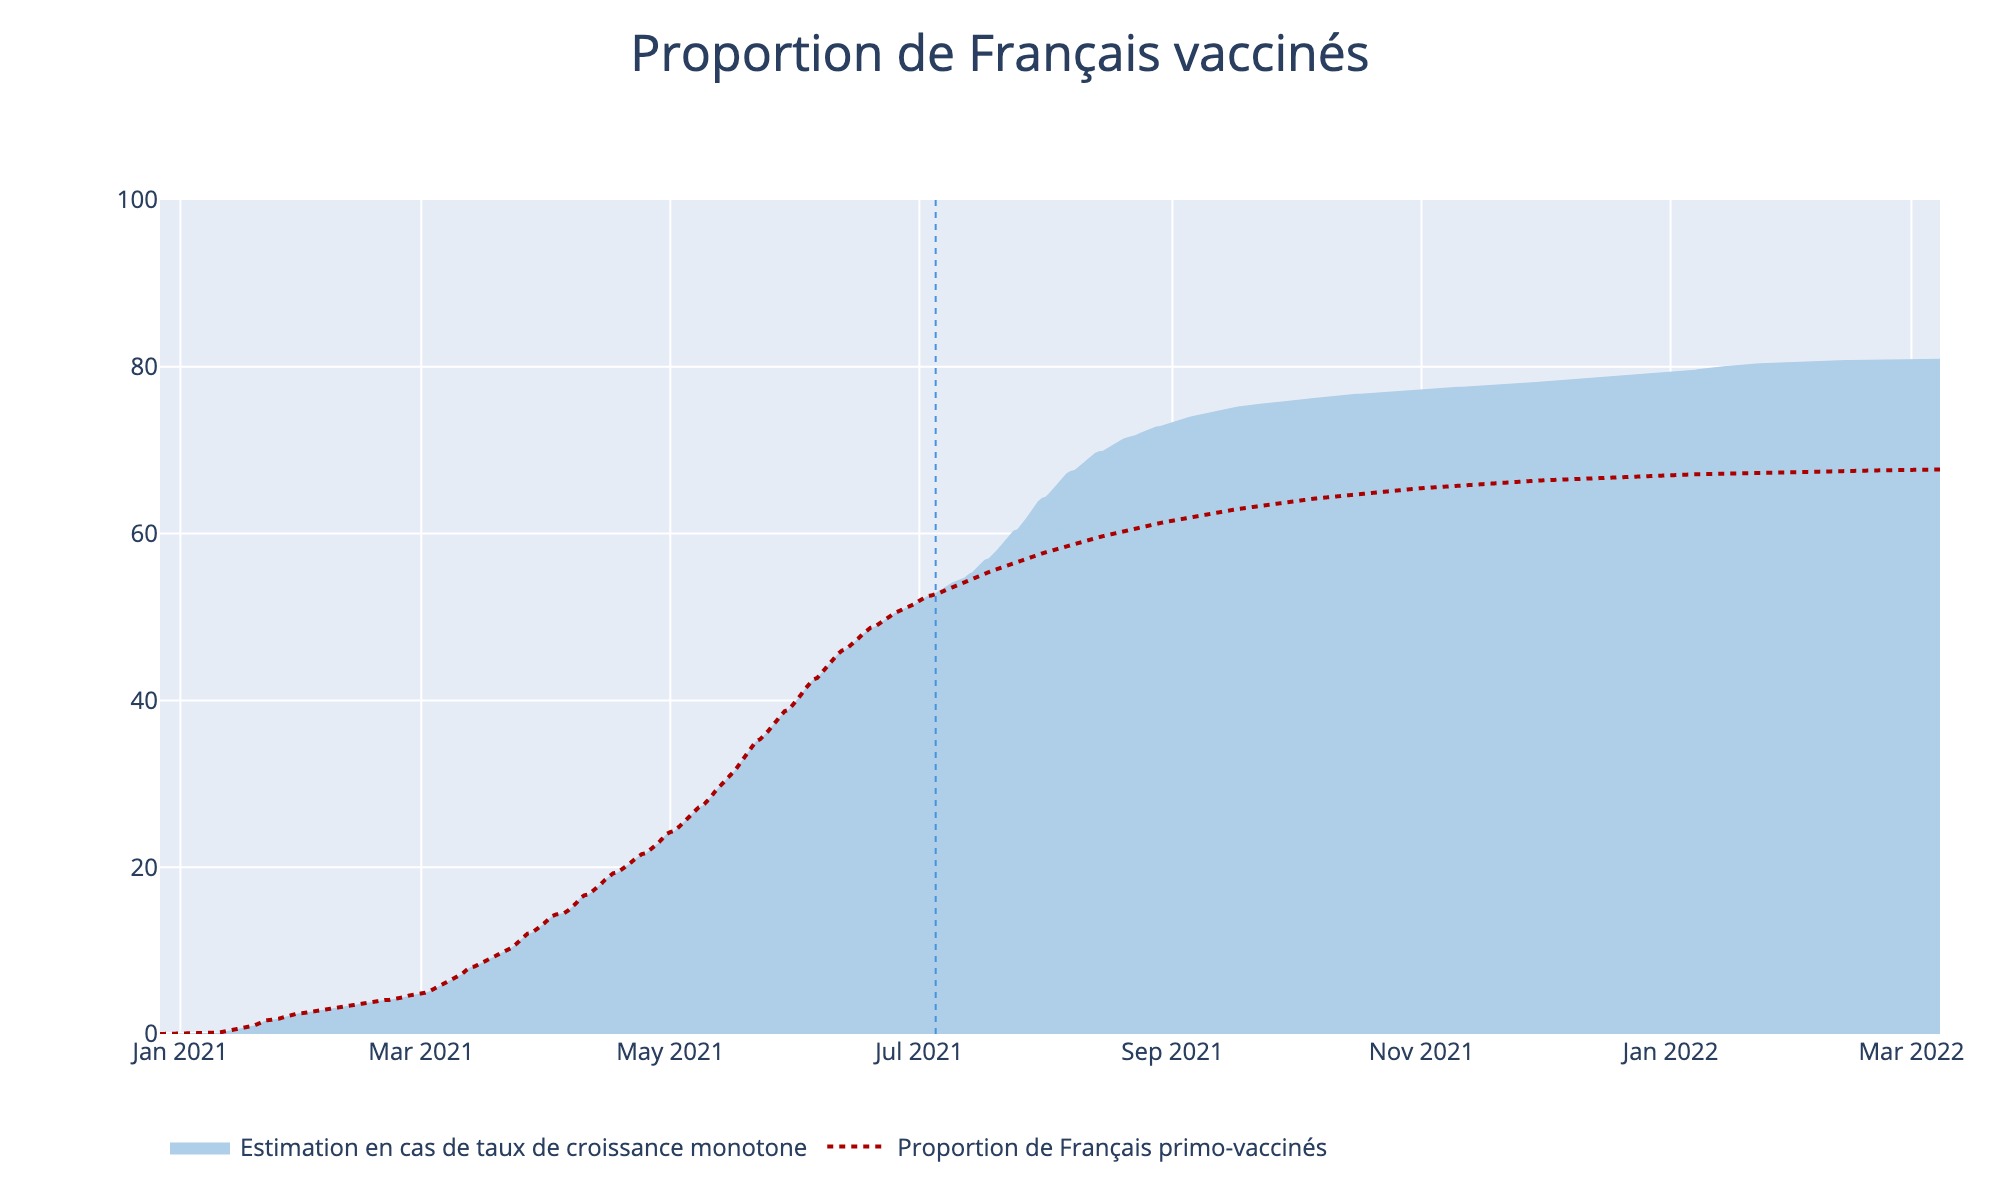 Proportion de Français vaccinés
100
80
60
40
20
0
Jan 2021 Mar 2021 May 2021 Jul 2021 Sep 2021 Nov 2021 Jan 2022 Mar 2022
Estimation en cas de taux de croissance monotone Proportion de Français primo-vaccinés